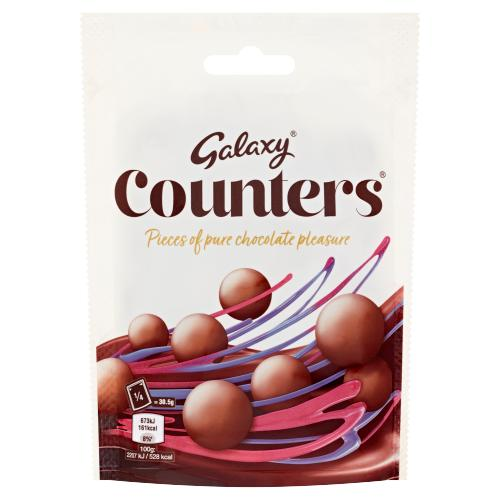 Galaxy®
Counters®
Pieces of pure chocolate pleasure
1/4 = 30.5g
673kJ
161kcal
8%*
100g:
2207 kJ / 528 kcal